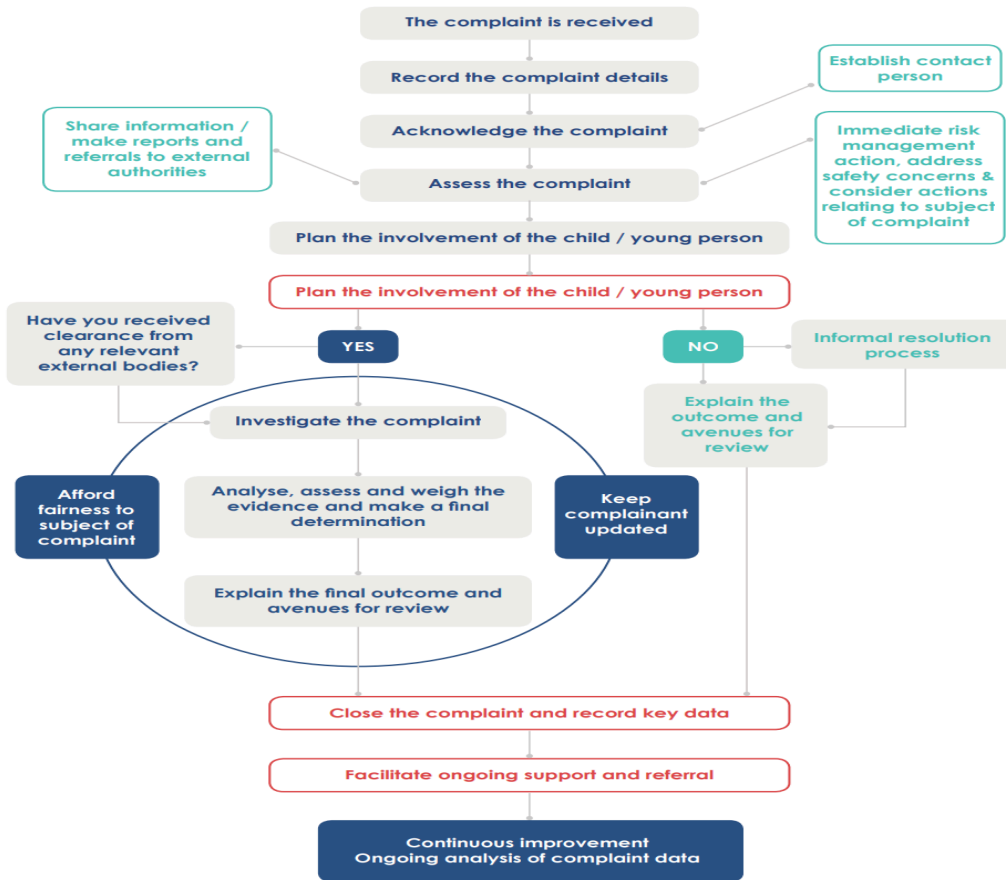 The complaint is received
Record the complaint details
Establish contact
person
Acknowledge the complaint
Share information /
make reports and
referrals to external
authorities
Immediate risk
management
action, address
safety concerns &
consider actions
relating to subject
of complaint
Assess the complaint
Plan the involvement of the child / young person
Plan the involvement of the child / young person
Have you received
clearance from
any relevant
external bodies?
YES
NO
Informal resolution
process
Explain the
outcome and
avenues for
review
Investigate the complaint
Afford
fairness to
subject of
complaint
Analyse, assess and weigh the
evidence and make a final
determination
Keep
complainant
updated
Explain the final outcome and
avenues for review
Close the complaint and record key data
Facilitate ongoing support and referral
Continuous improvement
Ongoing analysis of complaint data